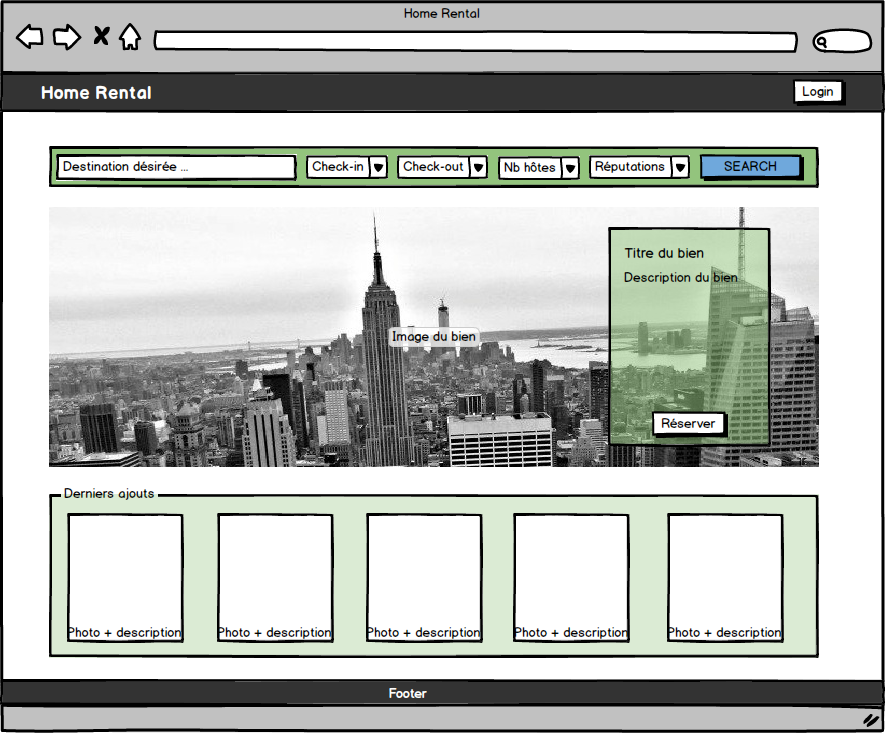 Home Rental
Home Rental
Login
Destination désirée ...
Check-in
Check-out
Nb hôtes
Réputations
SEARCH
Titre du bien
Description du bien
Image du bien
Réserver
Derniers ajouts
Photo + description
Photo + description
Photo + description
Photo + description
Photo + description
Footer